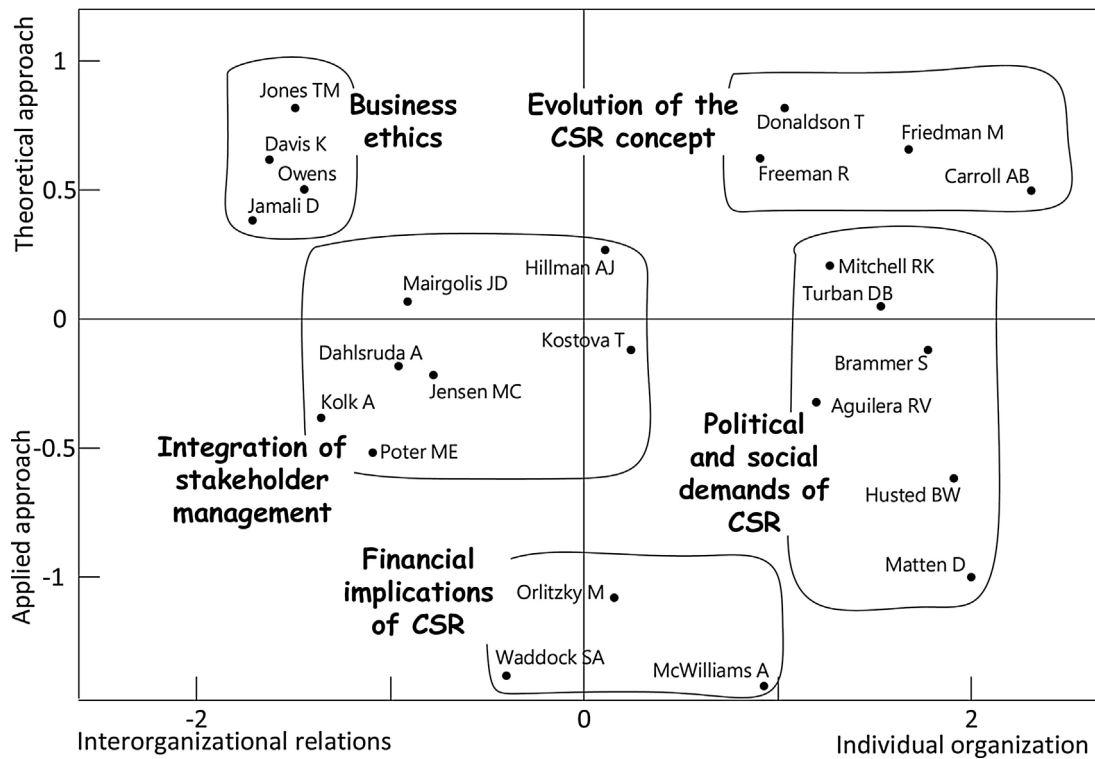 Theoretical approach
Applied approach
1
0.5
0
-0.5
-1
Jones TM
Davis K
Owens
Jamali D
Business
ethics
Evolution of the
CSR concept
Donaldson T
Freeman R
Friedman M
Carroll AB
Hillman AJ
Mairgolis JD
Kostova T
Dahlsruda A
Jensen MC
Kolk A
Poter ME
Integration of
stakeholder
management
Mitchell RK
Turban DB
Brammer S
Aguilera RV
Husted BW
Matten D
Political
and social
demands of
CSR
Financial
implications
of CSR
Orlitzky M
Waddock SA
McWilliams A
-2
0
2
Interorganizational relations
Individual organization